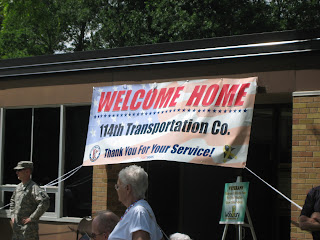 WELCOME HOME
114th Transportation Co.
Thank You For Your Service!